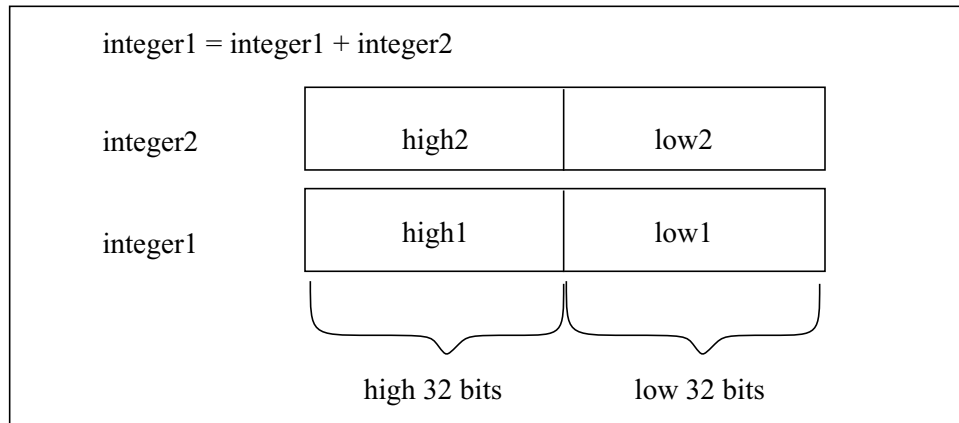 integer1 = integer1 + integer2
integer2 high2 low2
integer1 high1 low1
high 32 bits low 32 bits